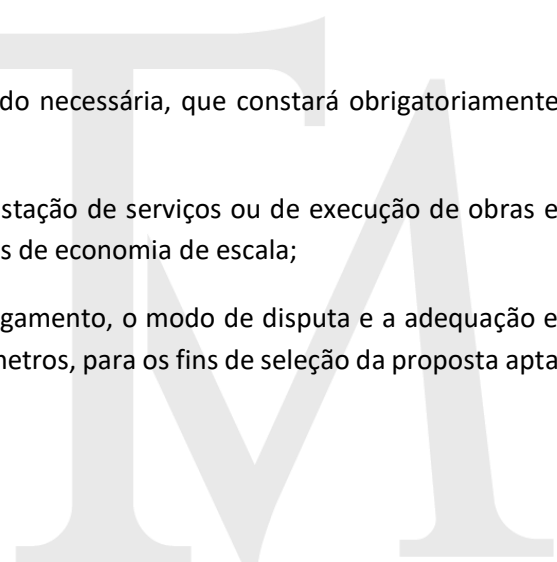 do necessária, que constará obrigatoriamente
stação de serviços ou de execução de obras e
s de economia de escala;
gamento, o modo de disputa e a adequação e
netros, para os fins de seleção da proposta apta
TM